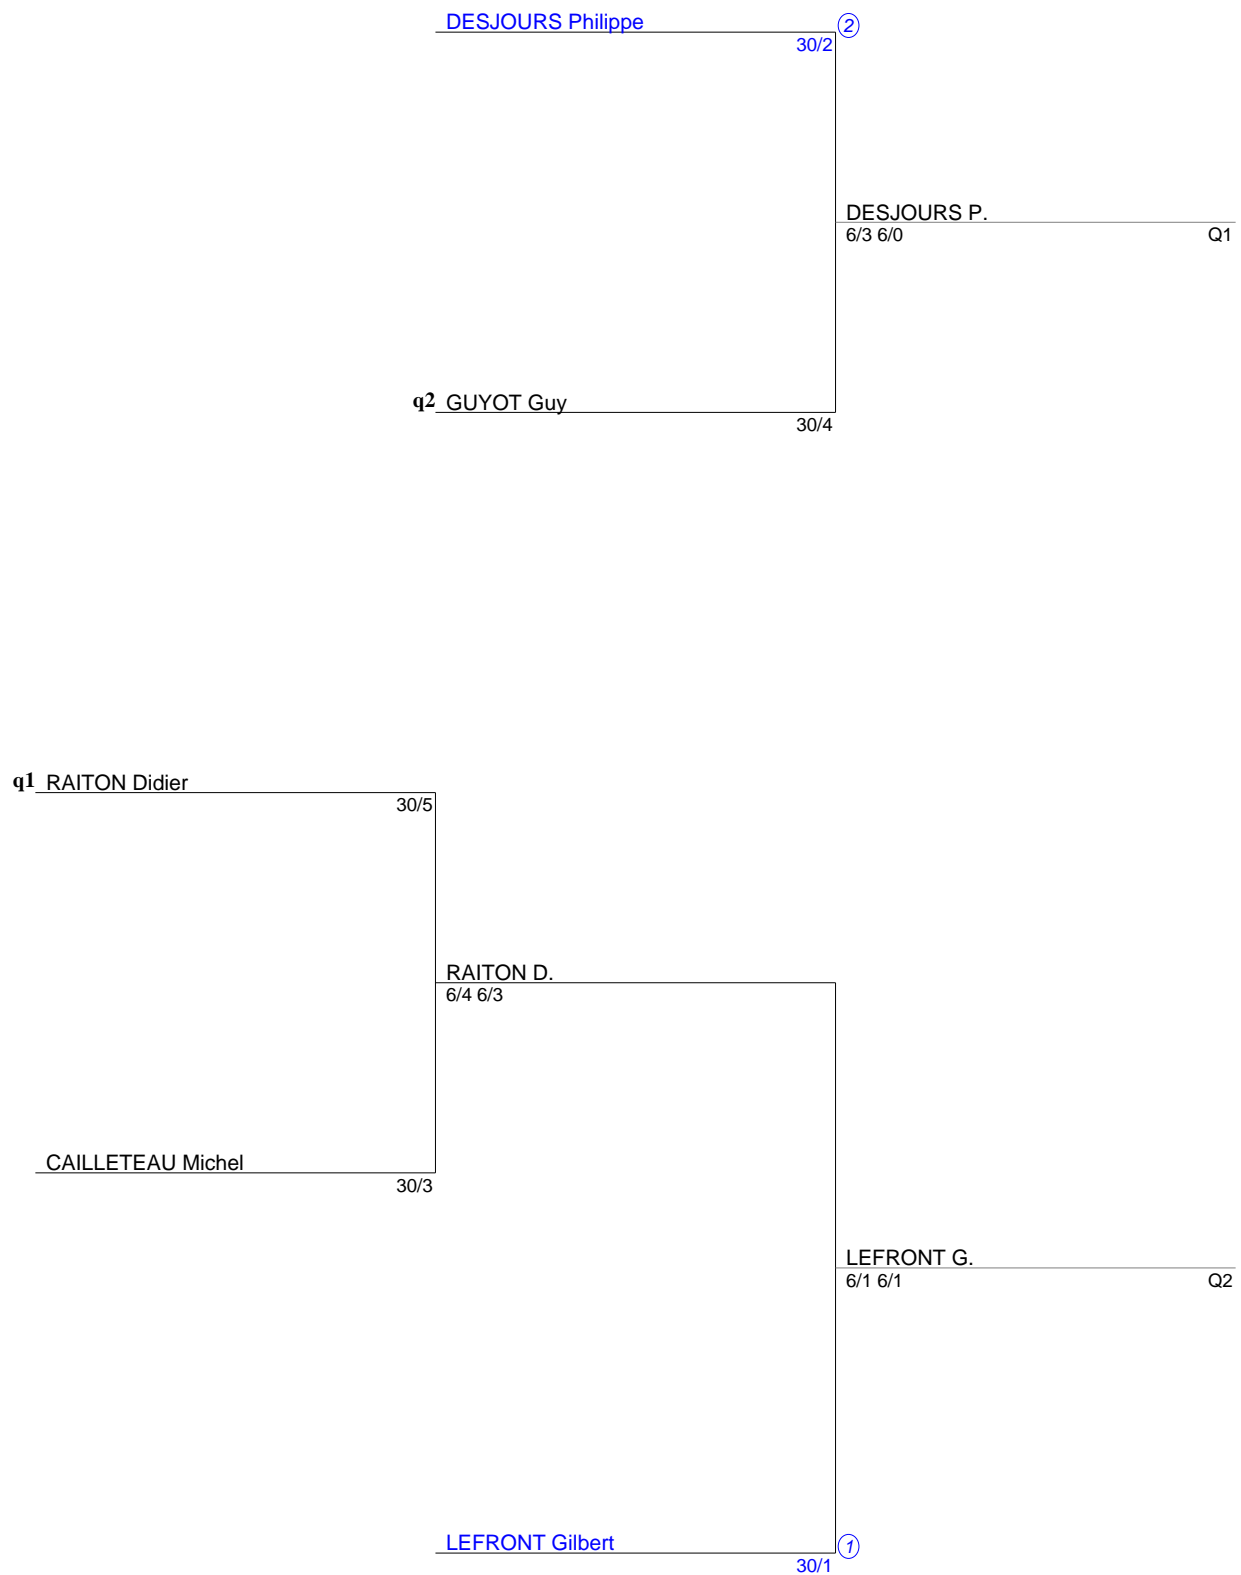 DESJOURS Philippe
2
30/2
DESJOURS P.
6/3 6/0
Q1
q2 GUYOT Guy
30/4
q1 RAITON Didier
30/5
RAITON D.
6/4 6/3
CAILLETEAU Michel
30/3
LEFRONT G.
6/1 6/1
Q2
LEFRONT Gilbert
1
30/1